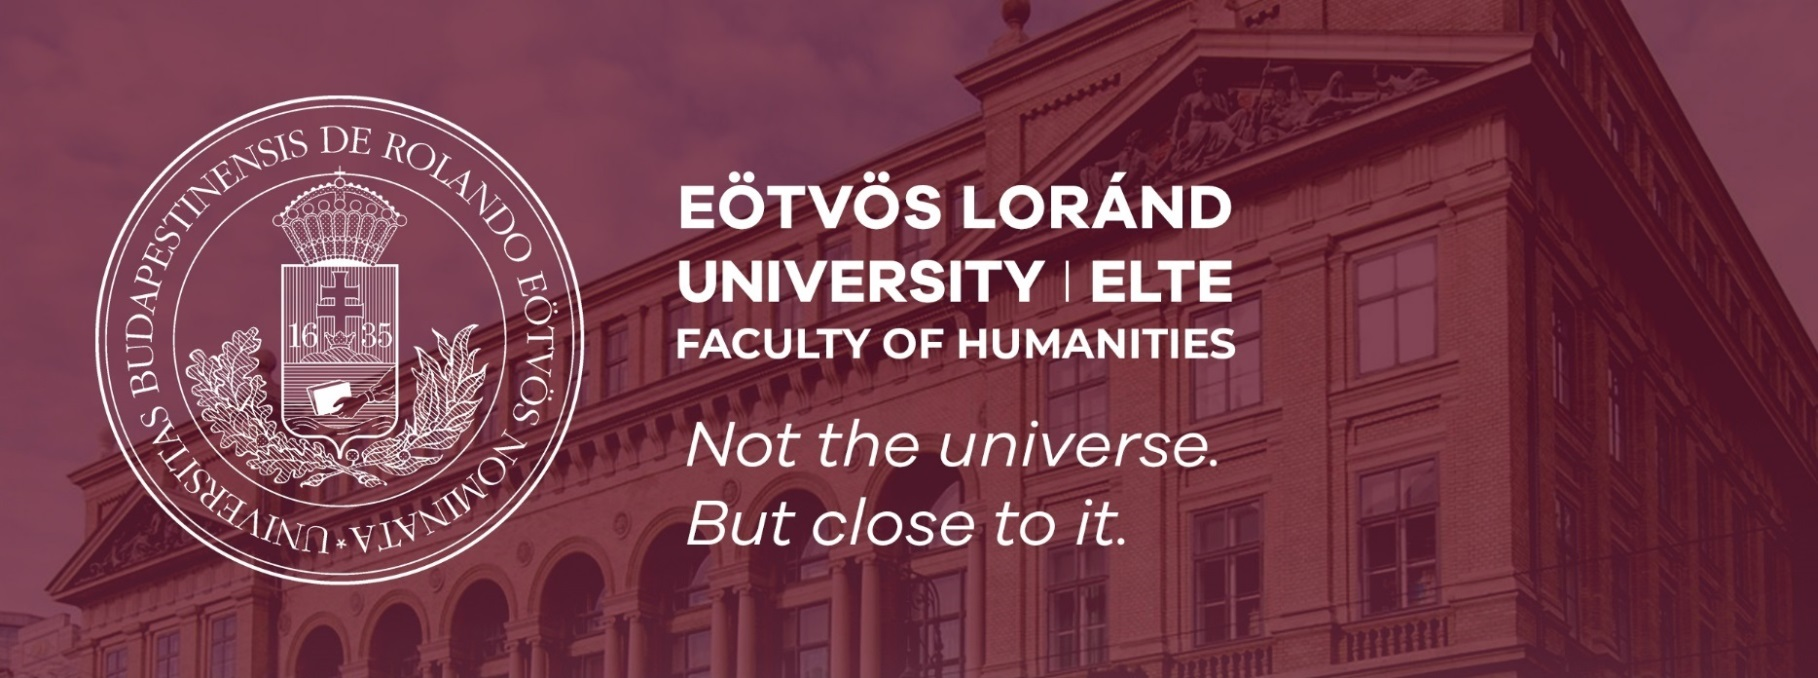 UNIVERSITAS BUDAPESTINENSIS DE ROLANDO EÖTVÖS NOMINATA *
16 35
EÖTVÖS LORÁND
UNIVERSITY | ELTE
FACULTY OF HUMANITIES
Not the universe.
But close to it.